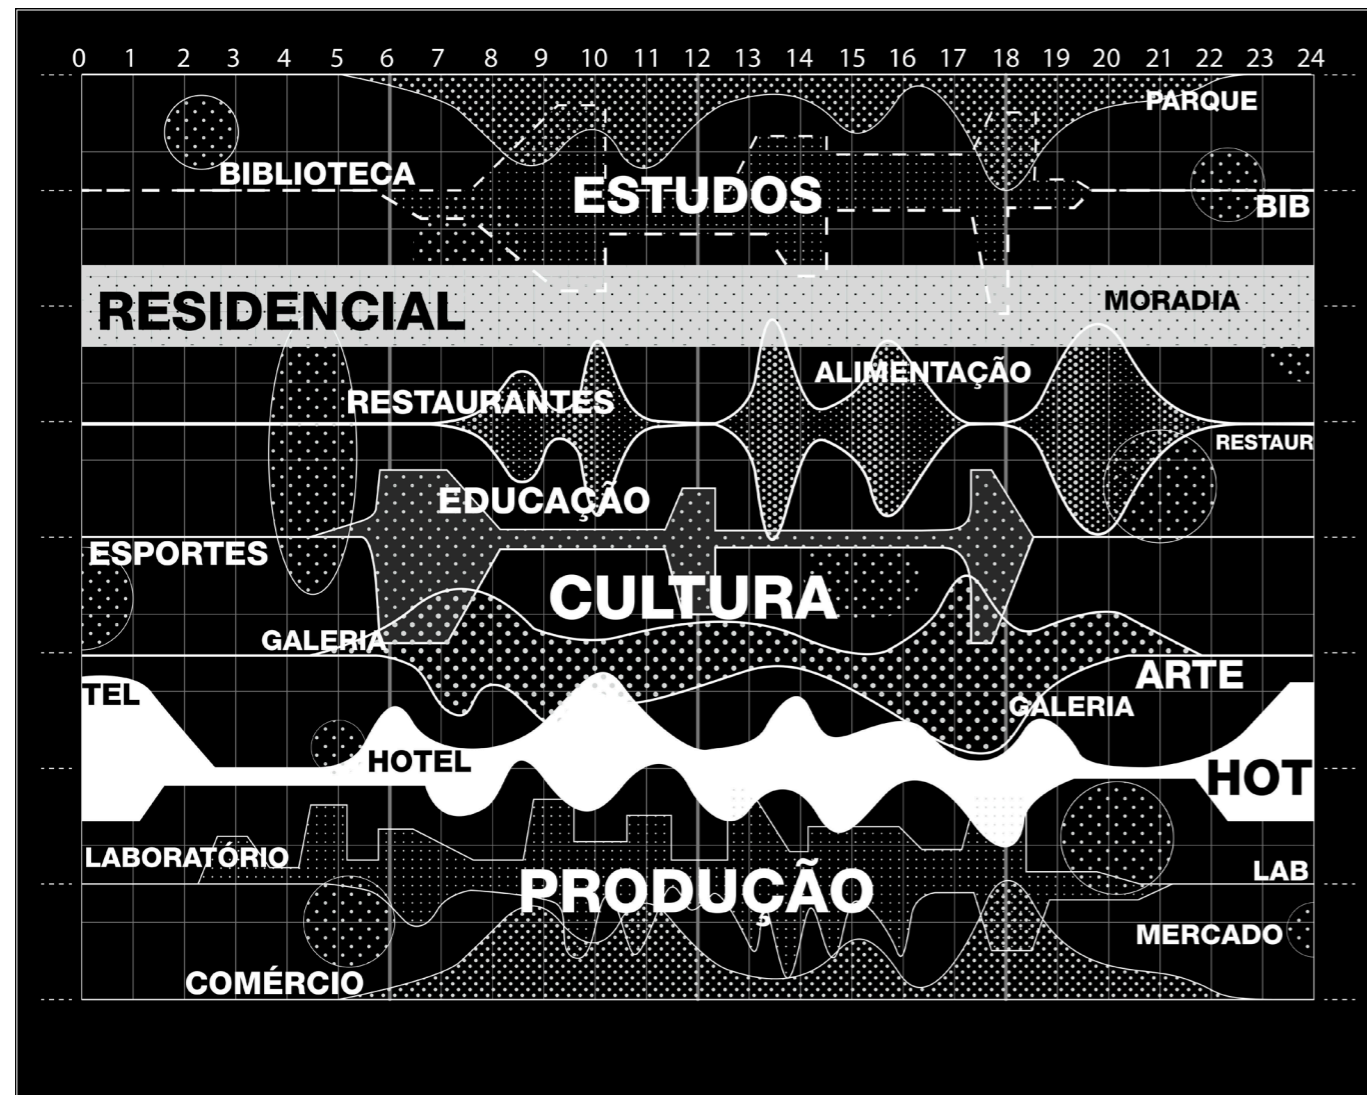 0 1 2 3 4 5 6 7 8 9 10 11 12 13 14 15 16 17 18 19 20 21 22 23 24
PARQUE
BIBLIOTECA
ESTUDOS
BIB
RESIDENCIAL
MORADIA
ALIMENTAÇÃO
RESTAURANTES
RESTAUR
EDUCAÇÃO
ESPORTES
CULTURA
GALERIA
ARTE
TEL
GALERIA
HOTEL
HOT
LABORATÓRIO
LAB
PRODUÇÃO
MERCADO
COMÉRCIO